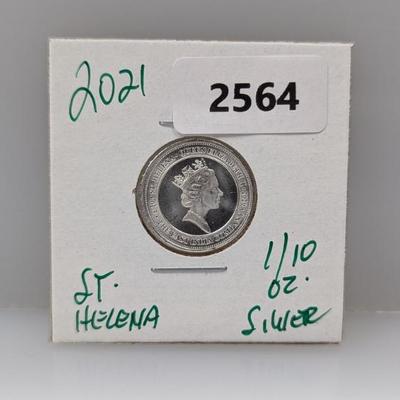 2021
2564
ST.
HELENA
1/10
OZ.
SILVER